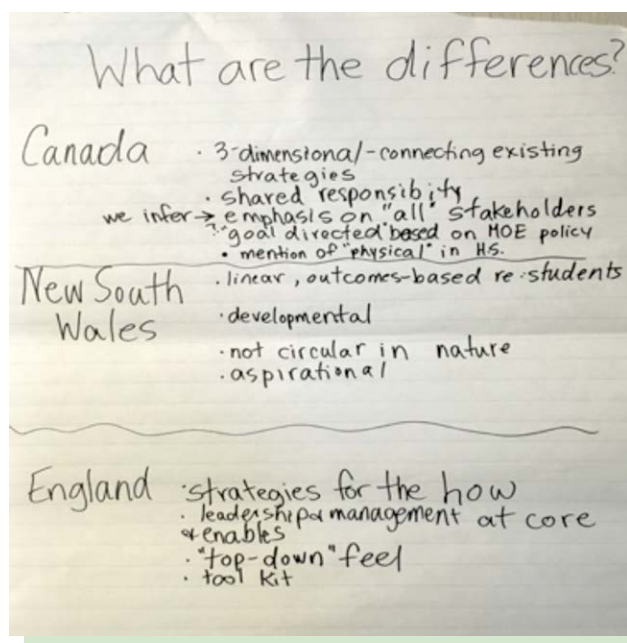 What are the differences?
Canada · 3-dimensional - connecting existing
strategies
· shared responsibity
we infer → emphasis on "all" stakeholders
"goal directed" based on MOE policy
• mention of "physical" in H.S.
New South · linear, outcomes-based re: students
Wales · developmental
· not circular in nature
· aspirational
England · strategies for the how
· leadership & management at core
& enables
· "top-down" feel
· tool kit